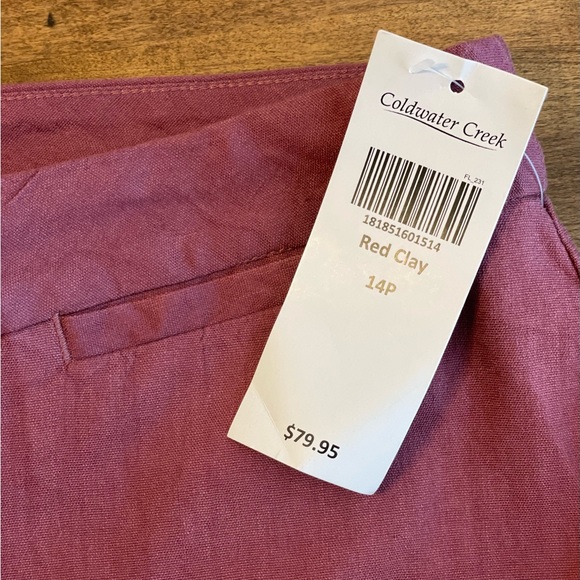 Coldwater Creek
FL_231
181851601514
Red Clay
14P
$79.95